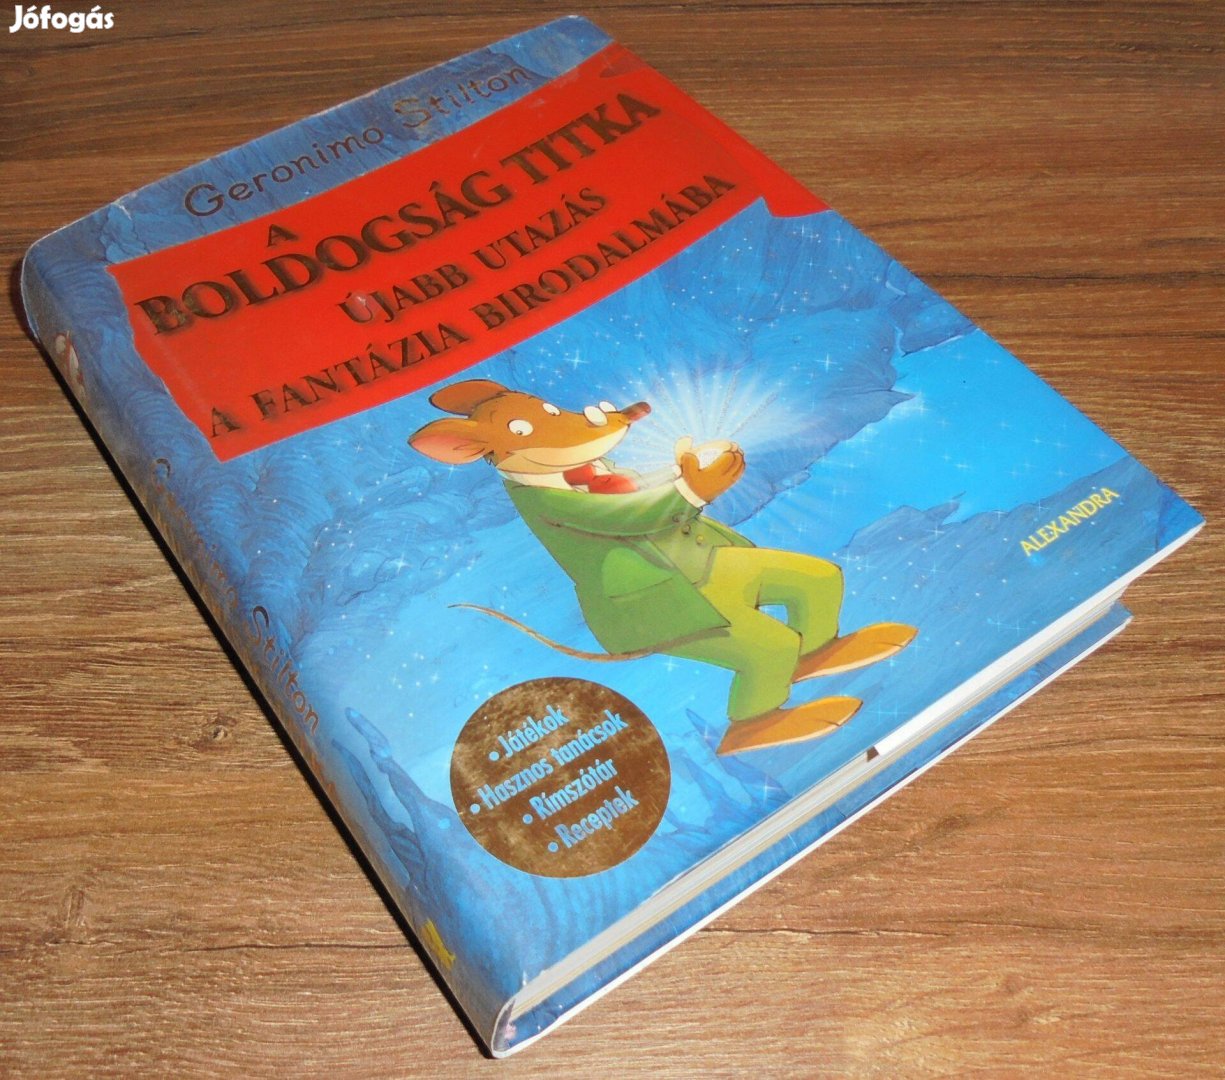 Jófogás
Geronimo Stilton
A
BOLDOGSÁG TITKA
ÚJABB UTAZÁS
A FANTÁZIA BIRODALMÁBA
ALEXANDRA
• Játékok
• Hasznos tanácsok
• Rímszótár
• Receptek
Geronimo Stilton